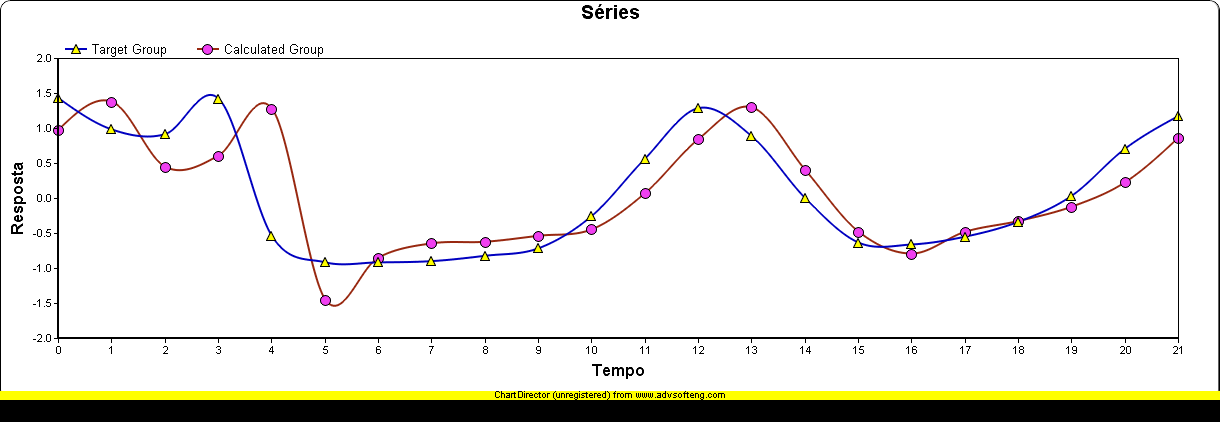 Séries
Target Group Calculated Group
2.0
1.5
1.0
0.5
0.0
-0.5
-1.0
-1.5
-2.0
Resposta
0 1 2 3 4 5 6 7 8 9 10 11 12 13 14 15 16 17 18 19 20 21
Tempo
ChartDirector (unregistered) from www.advsofteng.com